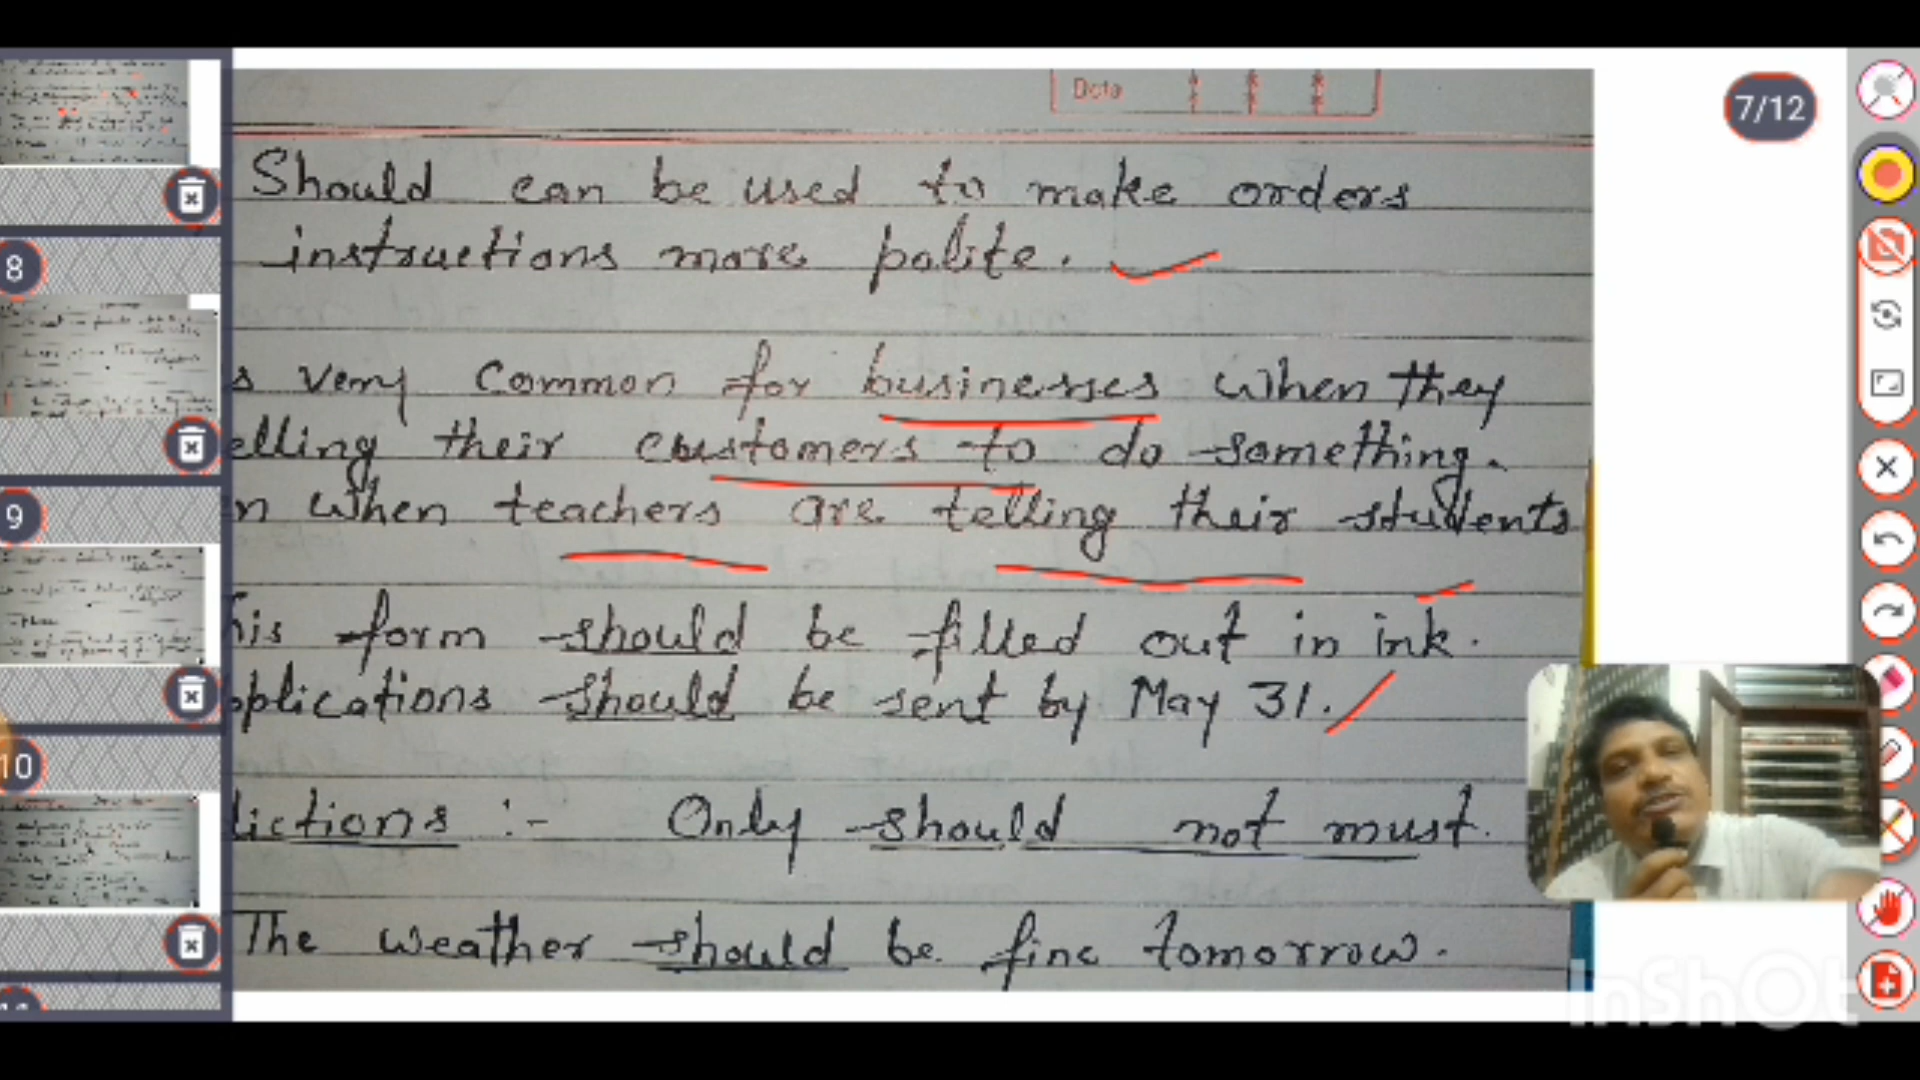 Date
7/12
Should can be used to make orders
instructions more polite.
s very common for businesses when they
elling their customers to do something.
n when teachers are telling their students
his form should be filled out in ink.
pplications should be sent by May 31.
dictions :- Only should not must.
The weather should be fine tomorrow.
8
9
10
InShOt